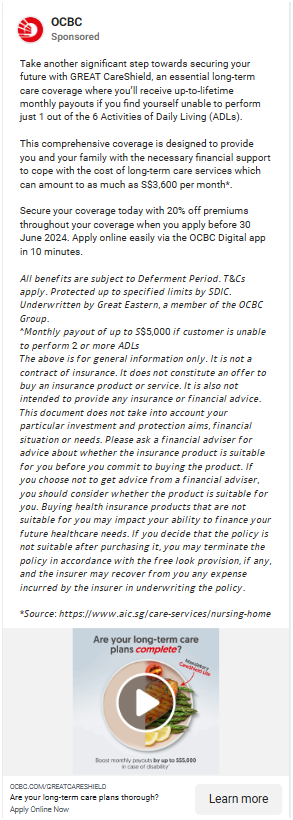 OCBC
Sponsored
Take another significant step towards securing your
future with GREAT CareShield, an essential long-term
care coverage where you'll receive up-to-lifetime
monthly payouts if you find yourself unable to perform
just 1 out of the 6 Activities of Daily Living (ADLs).
This comprehensive coverage is designed to provide
you and your family with the necessary financial support
to cope with the cost of long-term care services which
can amount to as much as S$3,600 per month*.
Secure your coverage today with 20% off premiums
throughout your coverage when you apply before 30
June 2024. Apply online easily via the OCBC Digital app
in 10 minutes.
All benefits are subject to Deferment Period. T&Cs
apply. Protected up to specified limits by SDIC.
Underwritten by Great Eastern, a member of the OCBC
Group.
^Monthly payout of up to S$5,000 if customer is unable
to perform 2 or more ADLs
The above is for general information only. It is not a
contract of insurance. It does not constitute an offer to
buy an insurance product or service. It is also not
intended to provide any insurance or financial advice.
This document does not take into account your
particular investment and protection aims, financial
situation or needs. Please ask a financial adviser for
advice about whether the insurance product is suitable
for you before you commit to buying the product. If
you choose not to get advice from a financial adviser,
you should consider whether the product is suitable for
you. Buying health insurance products that are not
suitable for you may impact your ability to finance your
future healthcare needs. If you decide that the policy is
not suitable after purchasing it, you may terminate the
policy in accordance with the free look provision, if any,
and the insurer may recover from you any expense
incurred by the insurer in underwriting the policy.
*Source: https://www.aic.sg/care-services/nursing-home
Are your long-term care
plans complete?
Mandatory
CareShield Life
Boost monthly payouts by up to S$5,000
in case of disability^
OCBC.COM/GREATCARESHIELD
Are your long-term care plans thorough?
Apply Online Now
Learn more